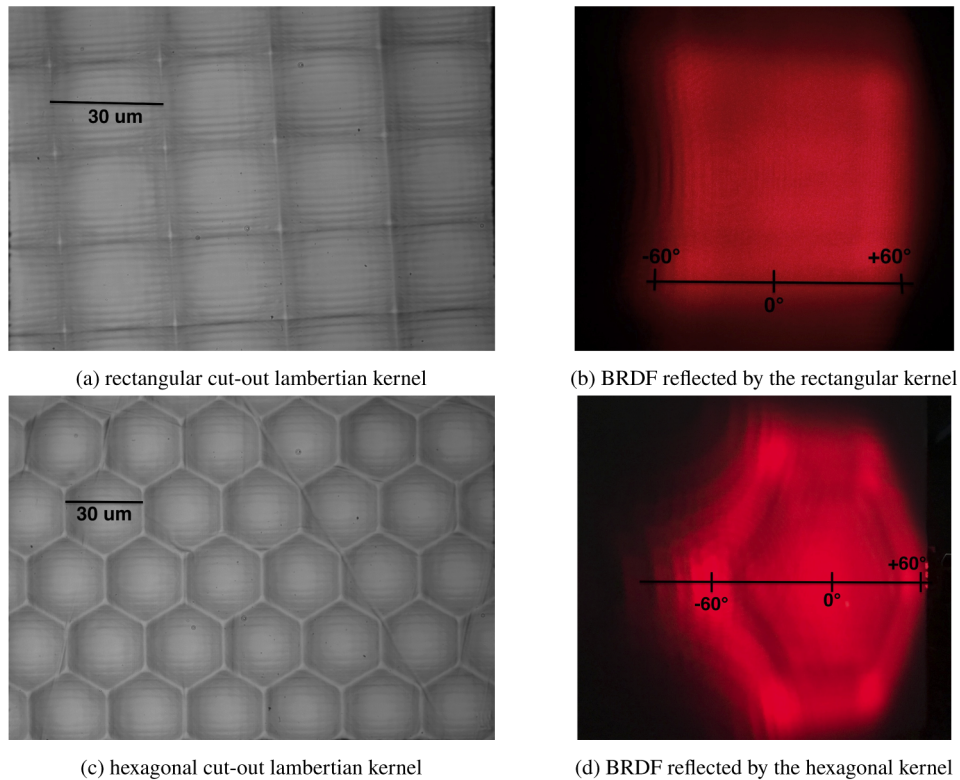 30 um
-60°
+60°
0°
(a) rectangular cut-out lambertian kernel
(b) BRDF reflected by the rectangular kernel
30 um
+60°
-60°
0°
(c) hexagonal cut-out lambertian kernel
(d) BRDF reflected by the hexagonal kernel